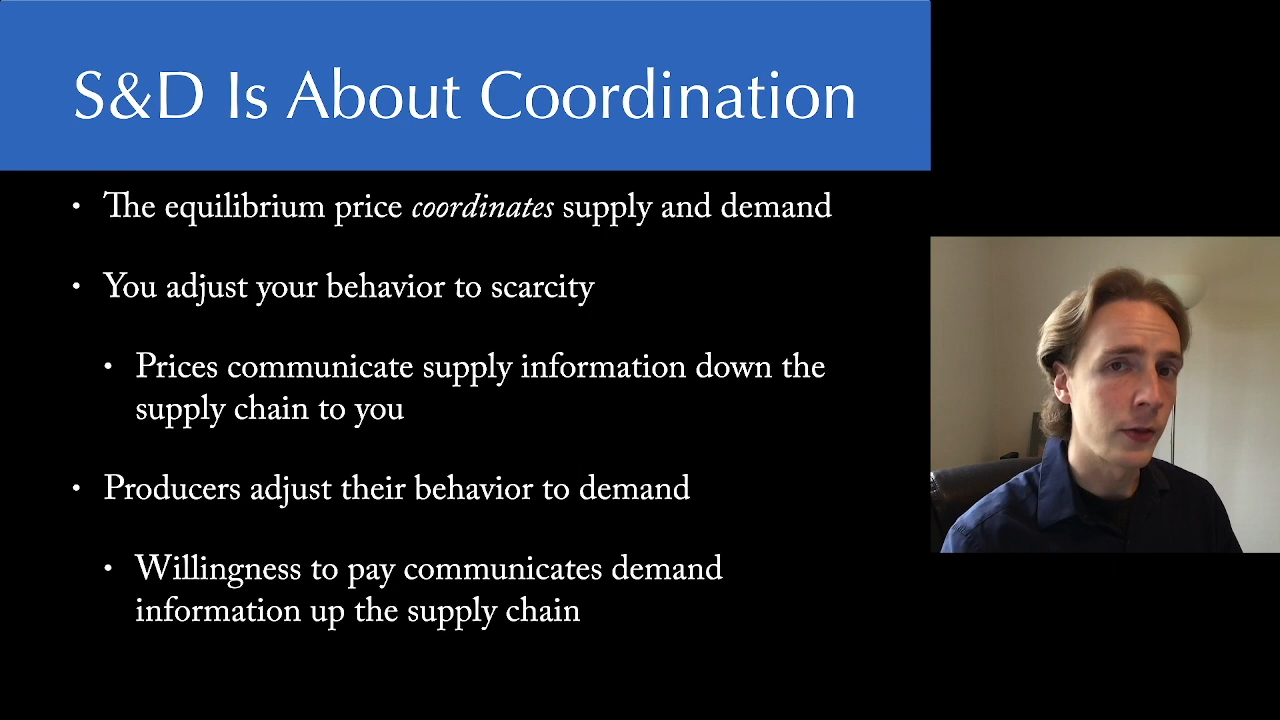 S&D Is About Coordination
• The equilibrium price coordinates supply and demand
• You adjust your behavior to scarcity
• Prices communicate supply information down the
supply chain to you
• Producers adjust their behavior to demand
• Willingness to pay communicates demand
information up the supply chain